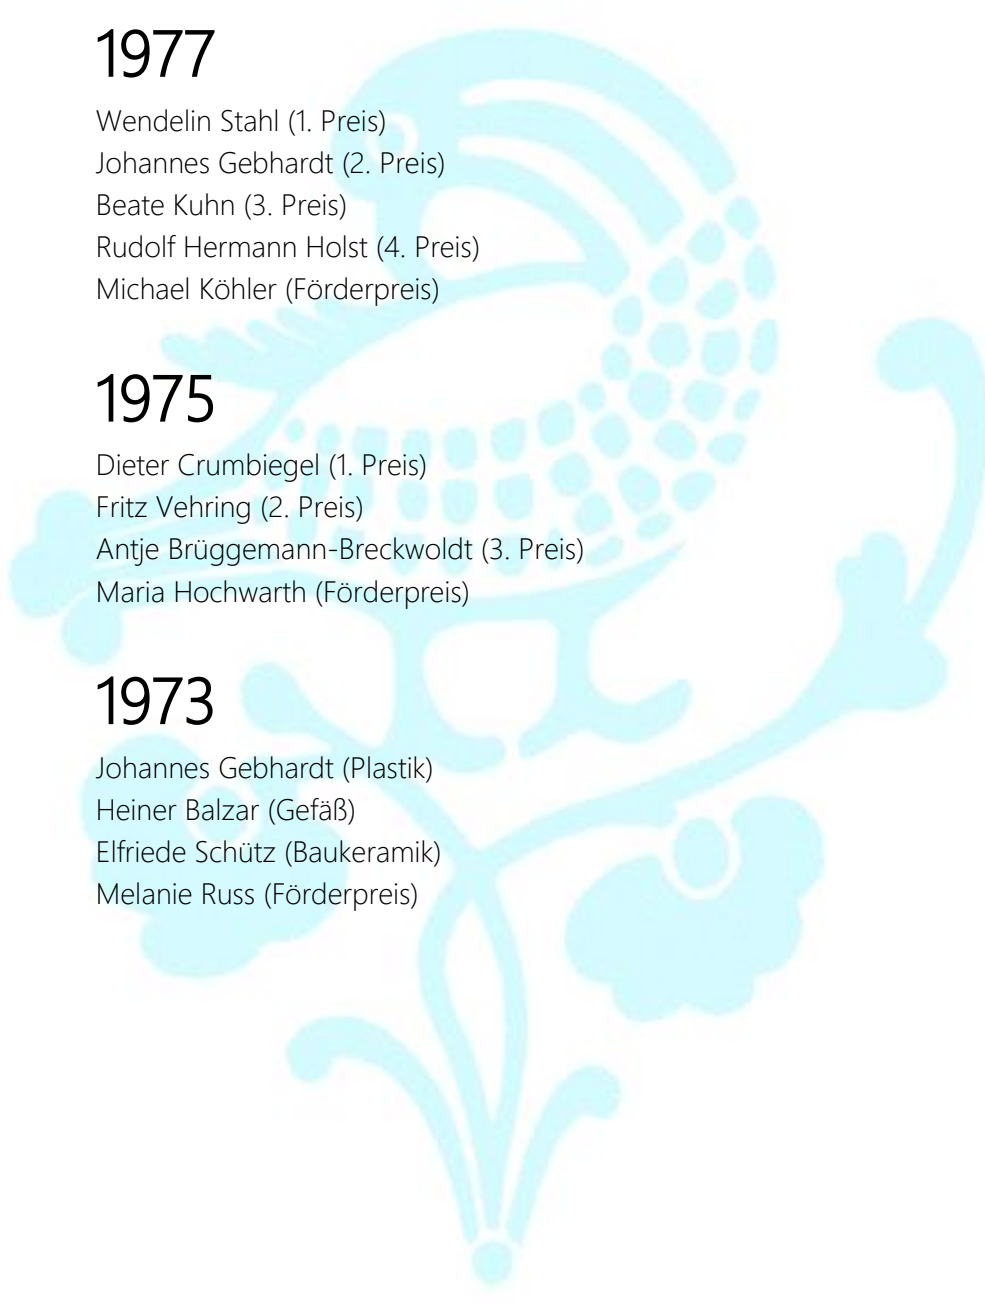 1977
Wendelin Stahl (1. Preis)
Johannes Gebhardt (2. Preis)
Beate Kuhn (3. Preis)
Rudolf Hermann Holst (4. Preis)
Michael Köhler (Förderpreis)
1975
Dieter Crumbiegel (1. Preis)
Fritz Vehring (2. Preis)
Antje Brüggemann-Breckwoldt (3. Preis)
Maria Hochwarth (Förderpreis)
1973
Johannes Gebhardt (Plastik)
Heiner Balzar (Gefäß)
Elfriede Schütz (Baukeramik)
Melanie Russ (Förderpreis)